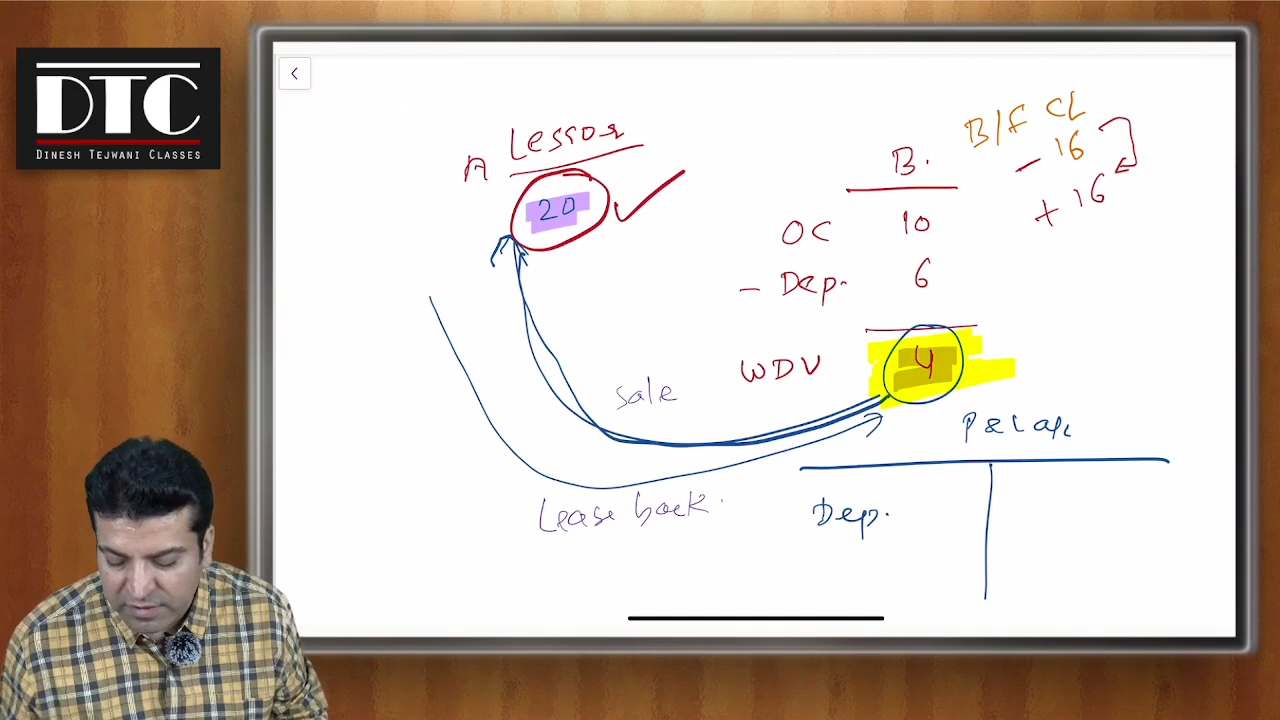 DTC
DINESH TEJWANI CLASSES
<
A Lessor
20
B.
OC 10
- Dep. 6
WDV 4
B/F CL
- 16
+ 16
sale
Lease back.
P & L a/c
Dep.